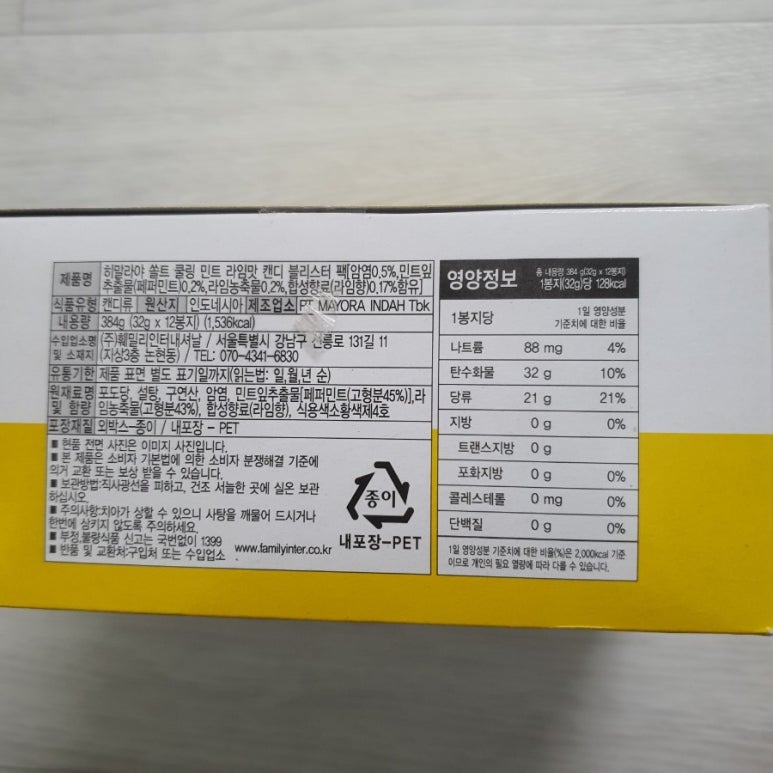 제품명 히말라야 쏠트 쿨링 민트 라임맛 캔디 블리스터 팩[암염0.5%,민트잎
추출물(페퍼민트)0.2%,라임농축물0.2%,합성향료(라임향)0.17%함유]
식품유형 캔디류 원산지 인도네시아 제조업소 PT MAYORA INDAH Tbk
내용량 384g (32g x 12봉지) (1,536kcal)
수입업소명 (주)훼밀리인터내셔날 / 서울특별시 강남구 선릉로 131길 11
및 소재지 (지상3층 논현동) / TEL: 070-4341-6830
유통기한 제품 표면 별도 표기일까지(읽는법: 일,월,년 순)
원재료명 포도당, 설탕, 구연산, 암염, 민트잎추출물[페퍼민트(고형분45%)],라
및 함량 임농축물(고형분43%), 합성향료(라임향), 식용색소황색제4호
포장재질 외박스-종이 / 내포장 - PET
■ 현품 전면 사진은 이미지 사진입니다.
■ 본 제품은 소비자 기본법에 의한 소비자 분쟁해결 기준에
의거 교환 또는 보상 받을 수 있습니다.
■ 보관방법:직사광선을 피하고, 건조 서늘한 곳에 실온 보관
하십시오.
■ 주의사항:치아가 상할 수 있으니 사탕을 깨물어 드시거나
한번에 삼키지 않도록 주의하세요.
■ 부정,불량식품 신고는 국번없이 1399
■ 반품 및 교환처:구입처 또는 수입업소 www.familyinter.co.kr
종이
내포장-PET
영양정보 총 내용량 384 g(32g x 12봉지)
1봉지(32g)당 128kcal
1봉지당 1일 영양성분
기준치에 대한 비율
나트륨 88 mg 4%
탄수화물 32 g 10%
당류 21 g 21%
지방 0 g
트랜스지방 0 g
포화지방 0 g 0%
콜레스테롤 0 mg 0%
단백질 0 g 0%
1일 영양성분 기준치에 대한 비율(%)은 2,000kcal 기준
이므로 개인의 필요 열량에 따라 다를 수 있습니다.